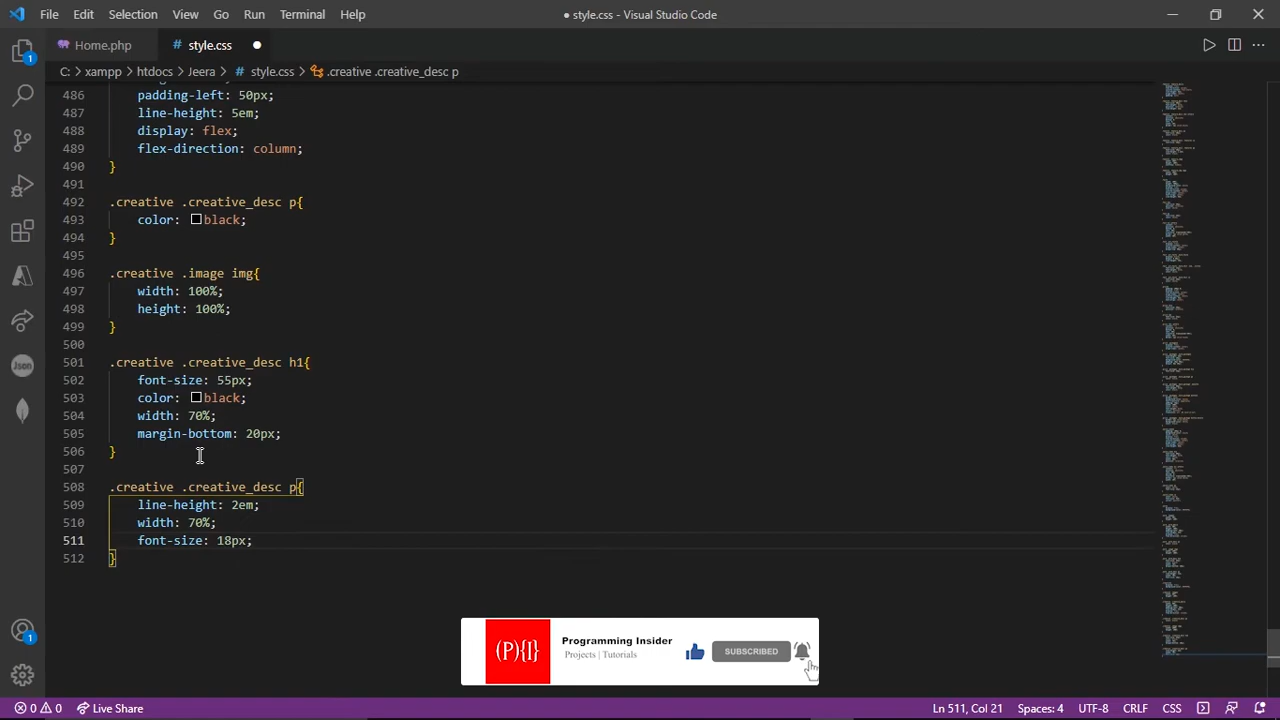 File Edit Selection View Go Run Terminal Help
● style.css - Visual Studio Code
Home.php
# style.css ●
C: > xampp > htdocs > Jeera > # style.css > .creative .creative_desc p
486 padding-left: 50px;
487 line-height: 5em;
488 display: flex;
489 flex-direction: column;
490 }
491
492 .creative .creative_desc p{
493 color: black;
494 }
495
496 .creative .image img{
497 width: 100%;
498 height: 100%;
499 }
500
501 .creative .creative_desc h1{
502 font-size: 55px;
503 color: black;
504 width: 70%;
505 margin-bottom: 20px;
506 }
507
508 .creative .creative_desc p{
509 line-height: 2em;
510 width: 70%;
511 font-size: 18px;
512 }
1
Json
1
(P){I}
Programming Insider
Projects | Tutorials
SUBSCRIBED
0 0 Live Share
Ln 511, Col 21 Spaces: 4 UTF-8 CRLF CSS